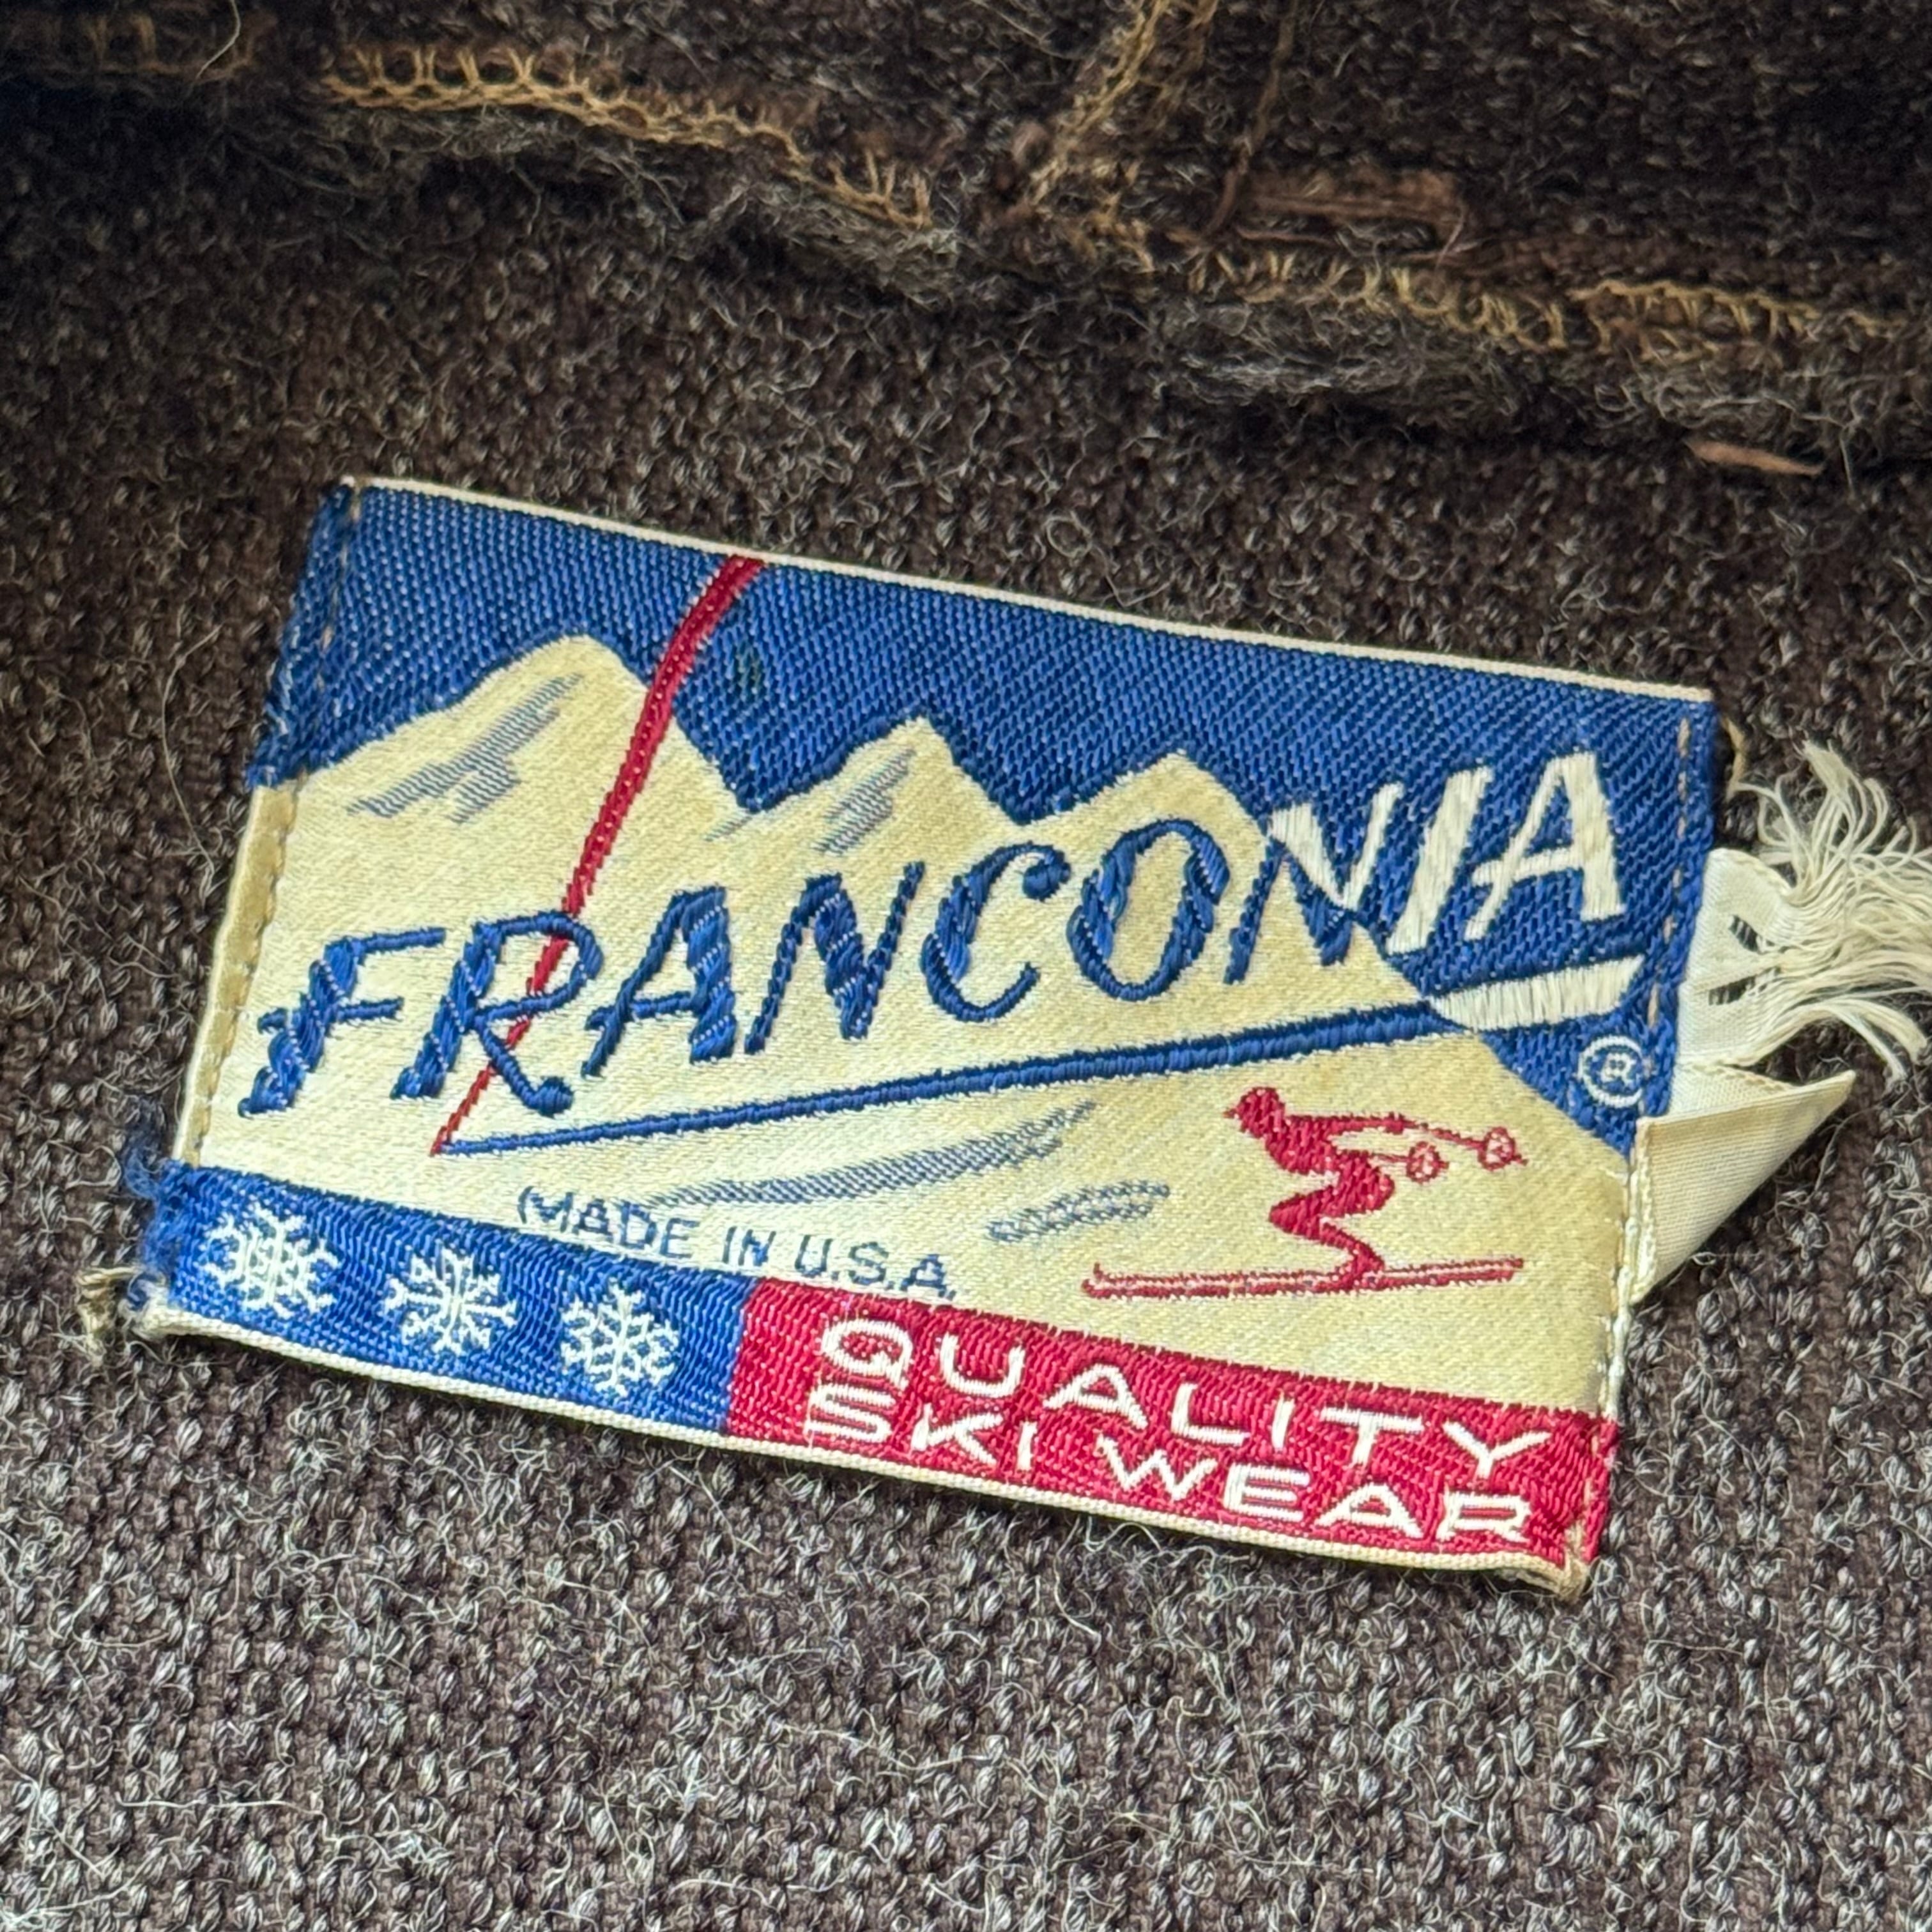 FRANCONIA
®
MADE IN U.S.A.
QUALITY
SKI WEAR